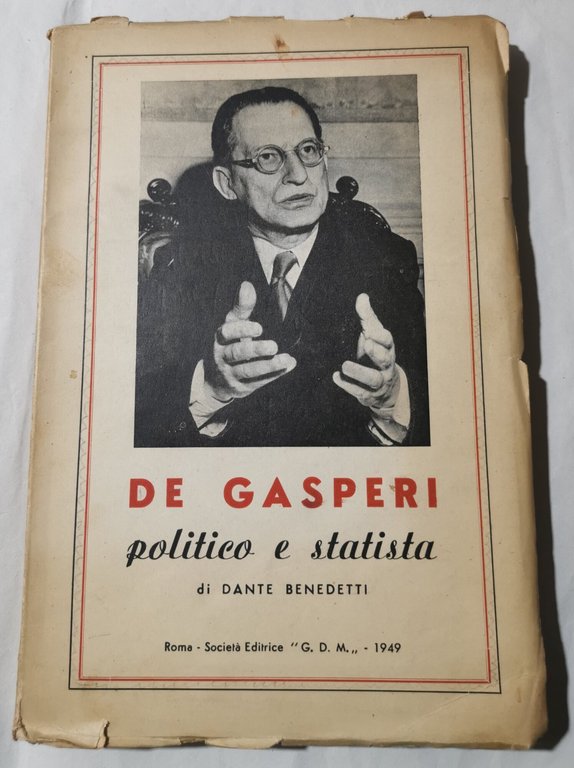 DE GASPERI
politico e statista
di DANTE BENEDETTI
Roma - Società Editrice "G. D. M.„ - 1949